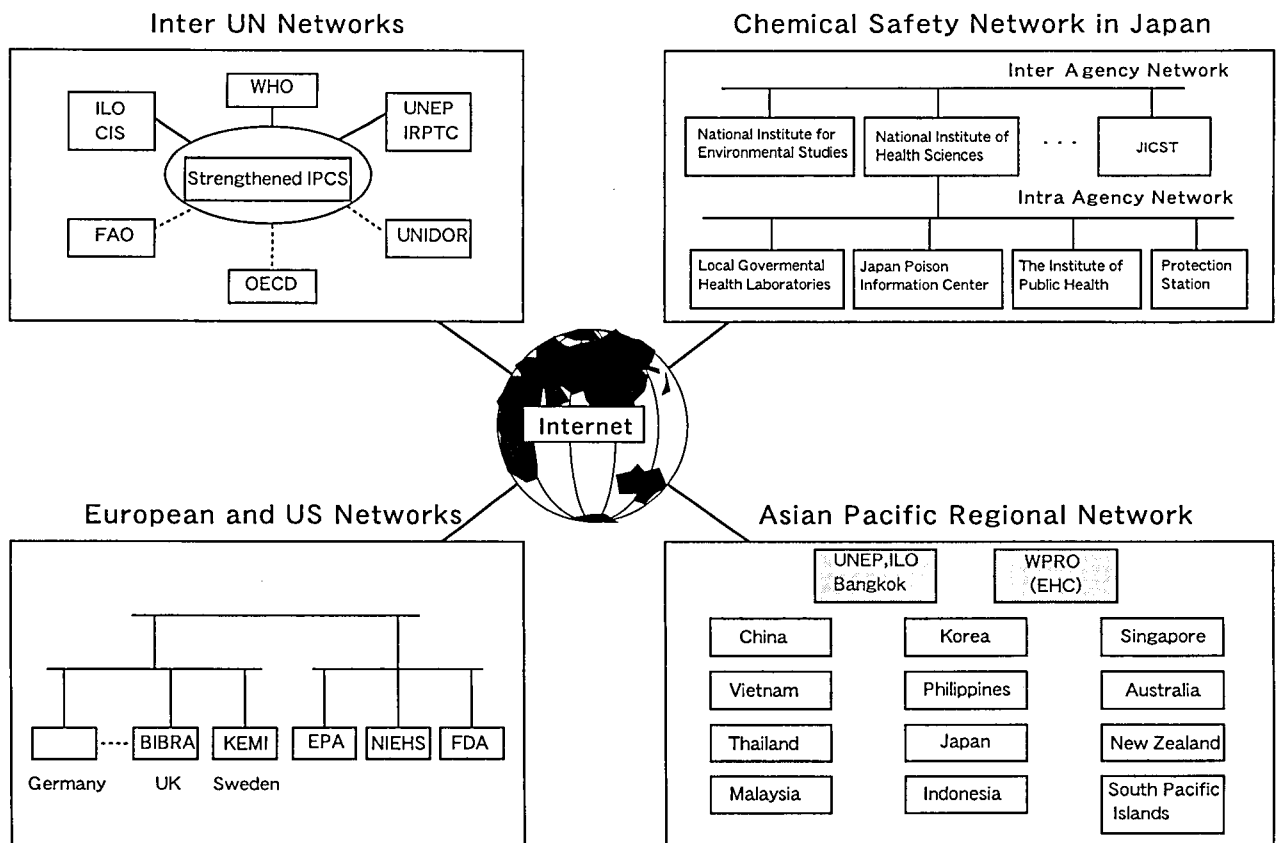 Inter UN Networks
WHO
ILO
CIS
UNEP
IRPTC
Strengthened IPCS
FAO
UNIDOR
OECD
Chemical Safety Network in Japan
Inter Agency Network
National Institute for
Environmental Studies
National Institute of
Health Sciences
. . .
JICST
Intra Agency Network
Local Govermental
Health Laboratories
Japan Poison
Information Center
The Institute of
Public Health
Protection
Station
Internet
European and US Networks
BIBRA
KEMI
EPA
NIEHS
FDA
Germany
UK
Sweden
Asian Pacific Regional Network
UNEP,ILO
Bangkok
WPRO
(EHC)
China
Korea
Singapore
Vietnam
Philippines
Australia
Thailand
Japan
New Zealand
Malaysia
Indonesia
South Pacific
Islands